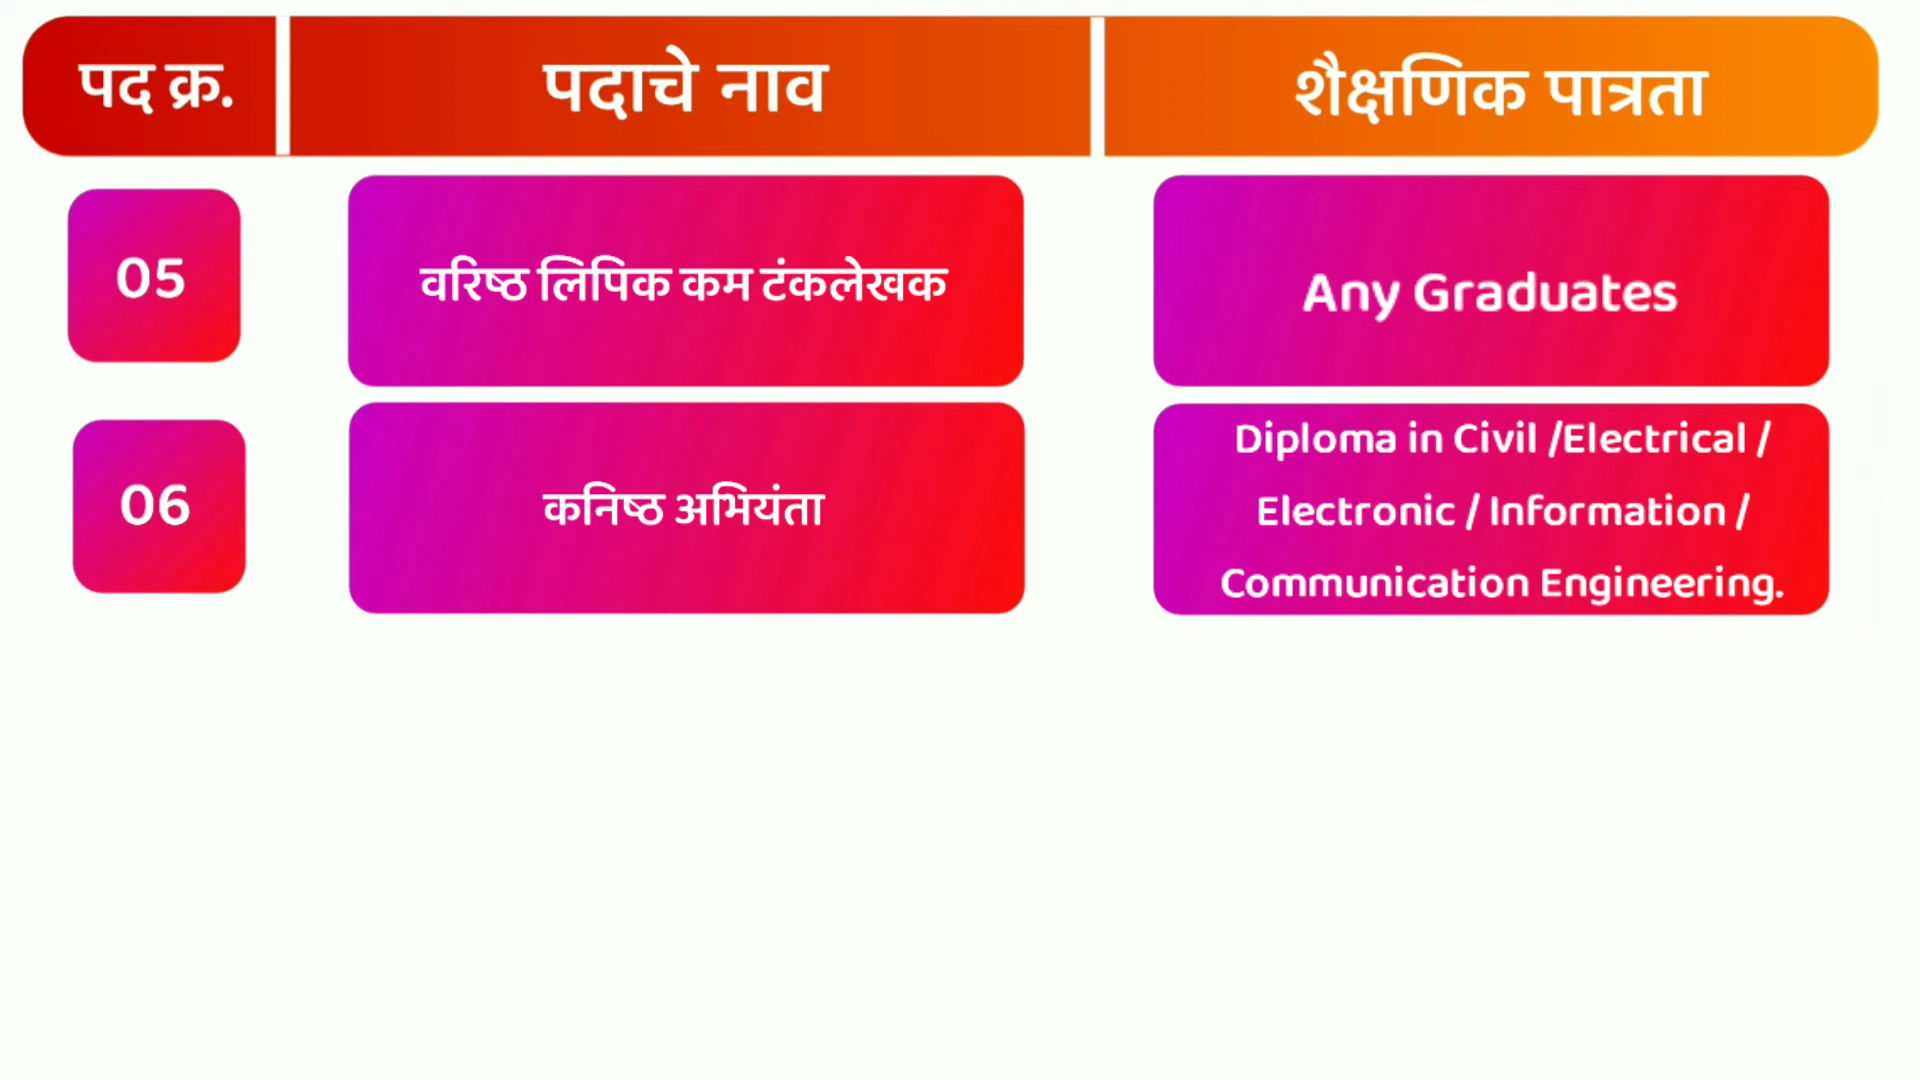 पद क्र. पदाचे नाव शैक्षणिक पात्रता
05 वरिष्ठ लिपिक कम टंकलेखक Any Graduates
06 कनिष्ठ अभियंता Diploma in Civil /Electrical /
Electronic / Information /
Communication Engineering.